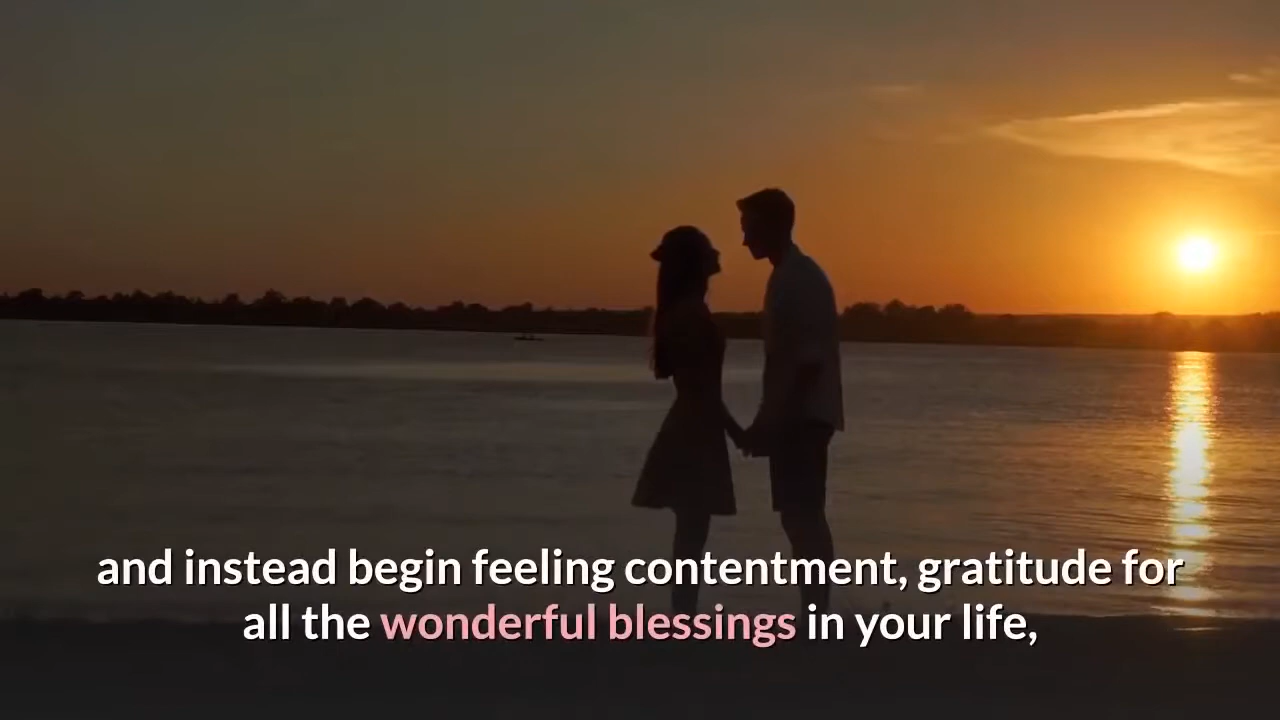 and instead begin feeling contentment, gratitude for
all the wonderful blessings in your life,